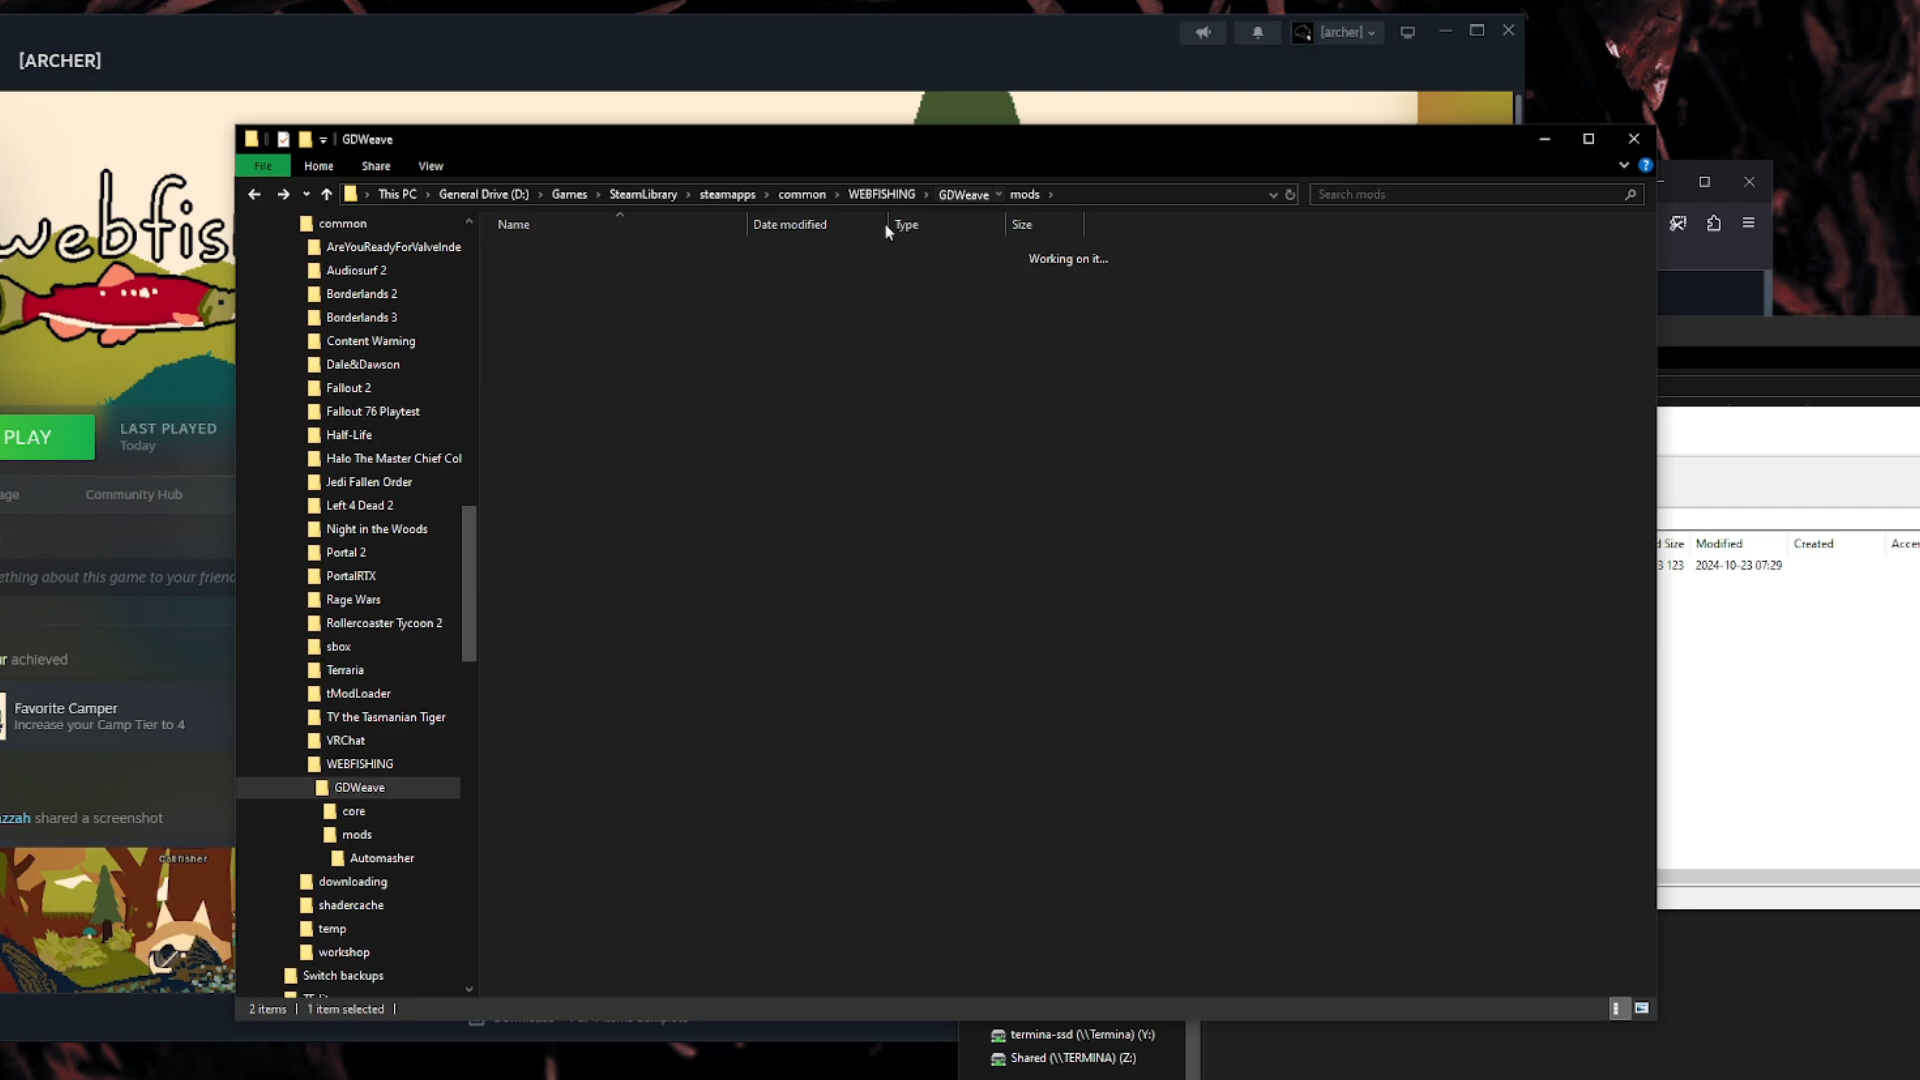 [ARCHER]
[archer]
webfis
PLAY
LAST PLAYED
Today
Community Hub
achieved
Favorite Camper
Increase your Camp Tier to 4
shared a screenshot
GDWeave
File
Home
Share
View
This PC
General Drive (D:)
Games
SteamLibrary
steamapps
common
WEBFISHING
GDWeave
mods
Search mods
Name
Date modified
Type
Size
Working on it...
common
AreYouReadyForValveInde
Audiosurf 2
Borderlands 2
Borderlands 3
Content Warning
Dale&Dawson
Fallout 2
Fallout 76 Playtest
Half-Life
Halo The Master Chief Col
Jedi Fallen Order
Left 4 Dead 2
Night in the Woods
Portal 2
PortalRTX
Rage Wars
Rollercoaster Tycoon 2
sbox
Terraria
tModLoader
TY the Tasmanian Tiger
VRChat
WEBFISHING
GDWeave
core
mods
Automasher
downloading
shadercache
temp
workshop
Switch backups
2 items
1 item selected
d Size
Modified
Created
Acces
3 123
2024-10-23 07:29
termina-ssd (\\Termina) (Y:)
Shared (\\TERMINA) (Z:)